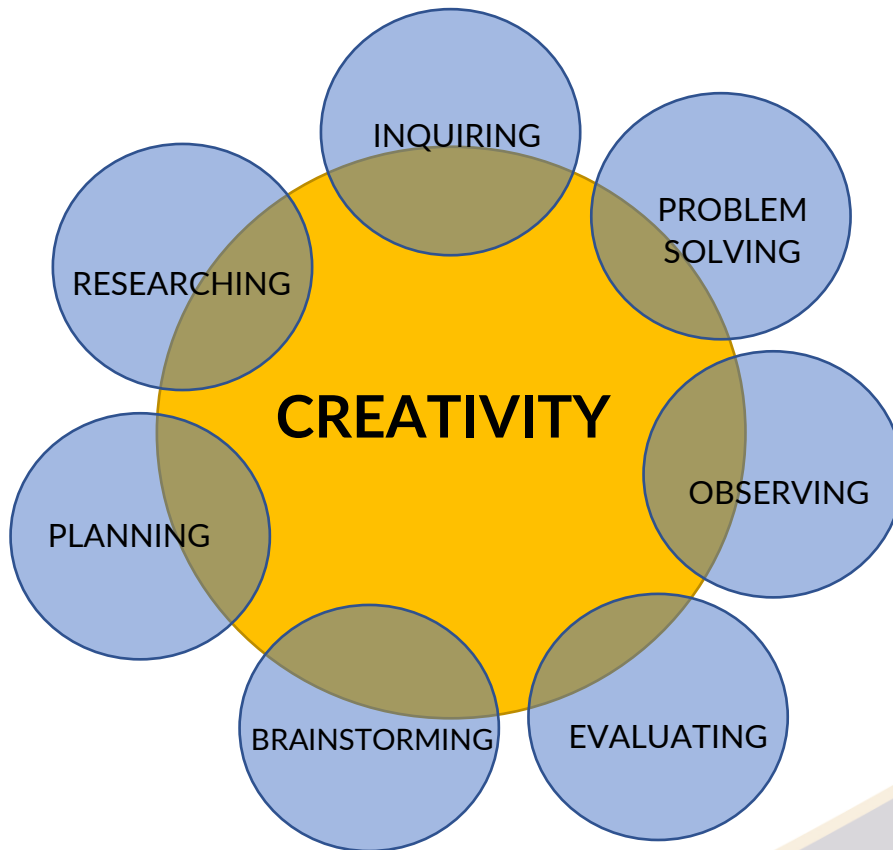 INQUIRING
PROBLEM
SOLVING
RESEARCHING
CREATIVITY
OBSERVING
PLANNING
BRAINSTORMING
EVALUATING